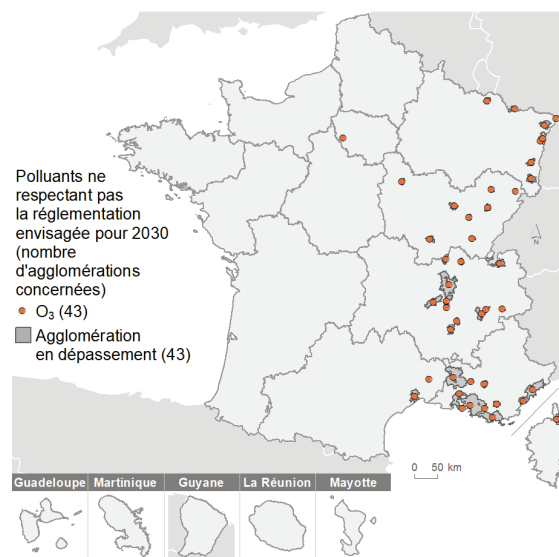 Polluants ne
respectant pas
la réglementation
envisagée pour 2030
(nombre
d'agglomérations
concernées)
O₃ (43)
Agglomération
en dépassement (43)
N
0 50 km
Guadeloupe Martinique Guyane La Réunion Mayotte